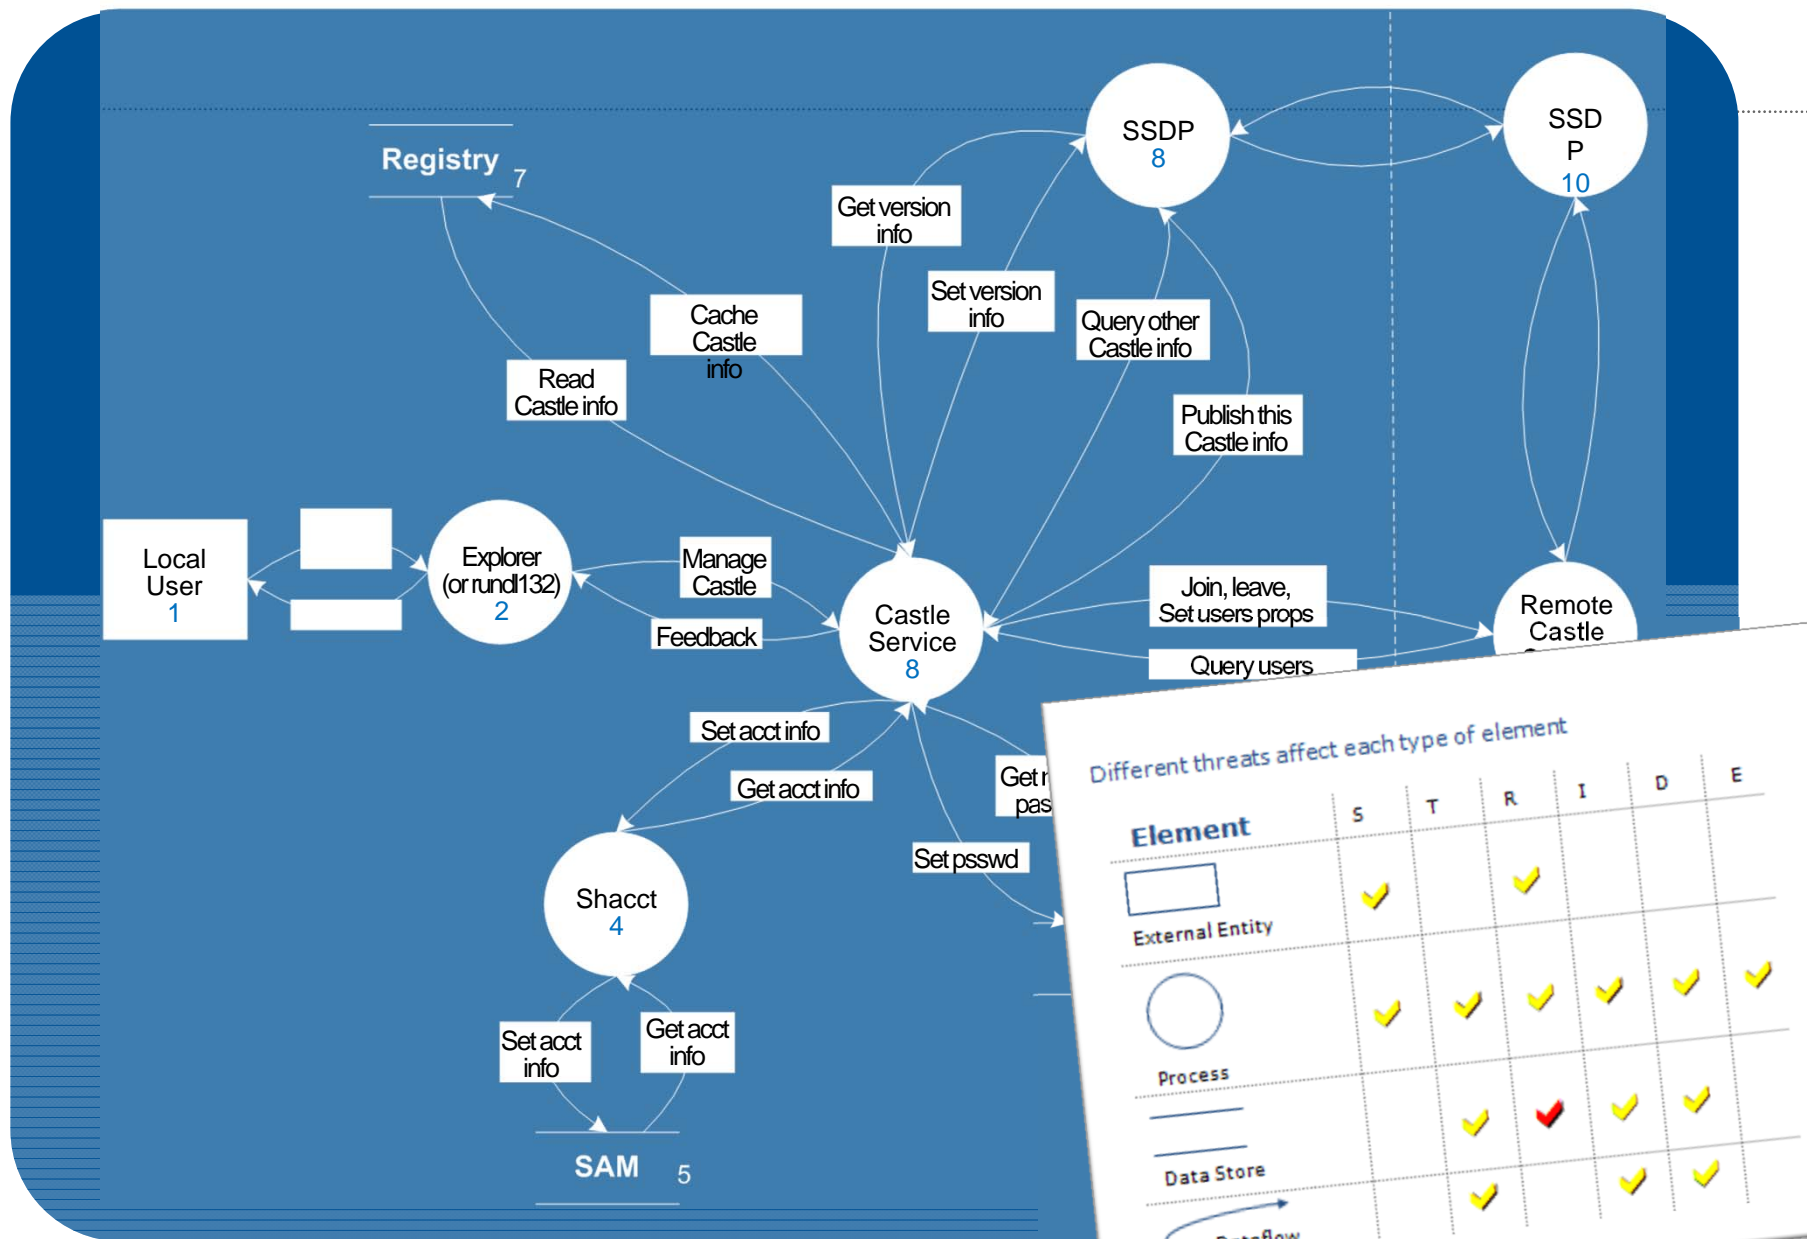 SSDP
8
SSD
P
10
Registry
7
Get version
info
Set version
info
Query other
Castle info
Cache
Castle
info
Read
Castle info
Publish this
Castle info
Local
User
1
Explorer
(or rundl132)
2
Manage
Castle
Feedback
Castle
Service
8
Join, leave,
Set users props
Query users
Remote
Castle
Set acct info
Get acct info
Get
Set psswd
Shacct
4
Set acct
info
Get acct
info
SAM
5
Different threats affect each type of element
Element S T R I D E
External Entity
Process
Data Store
Dataflow